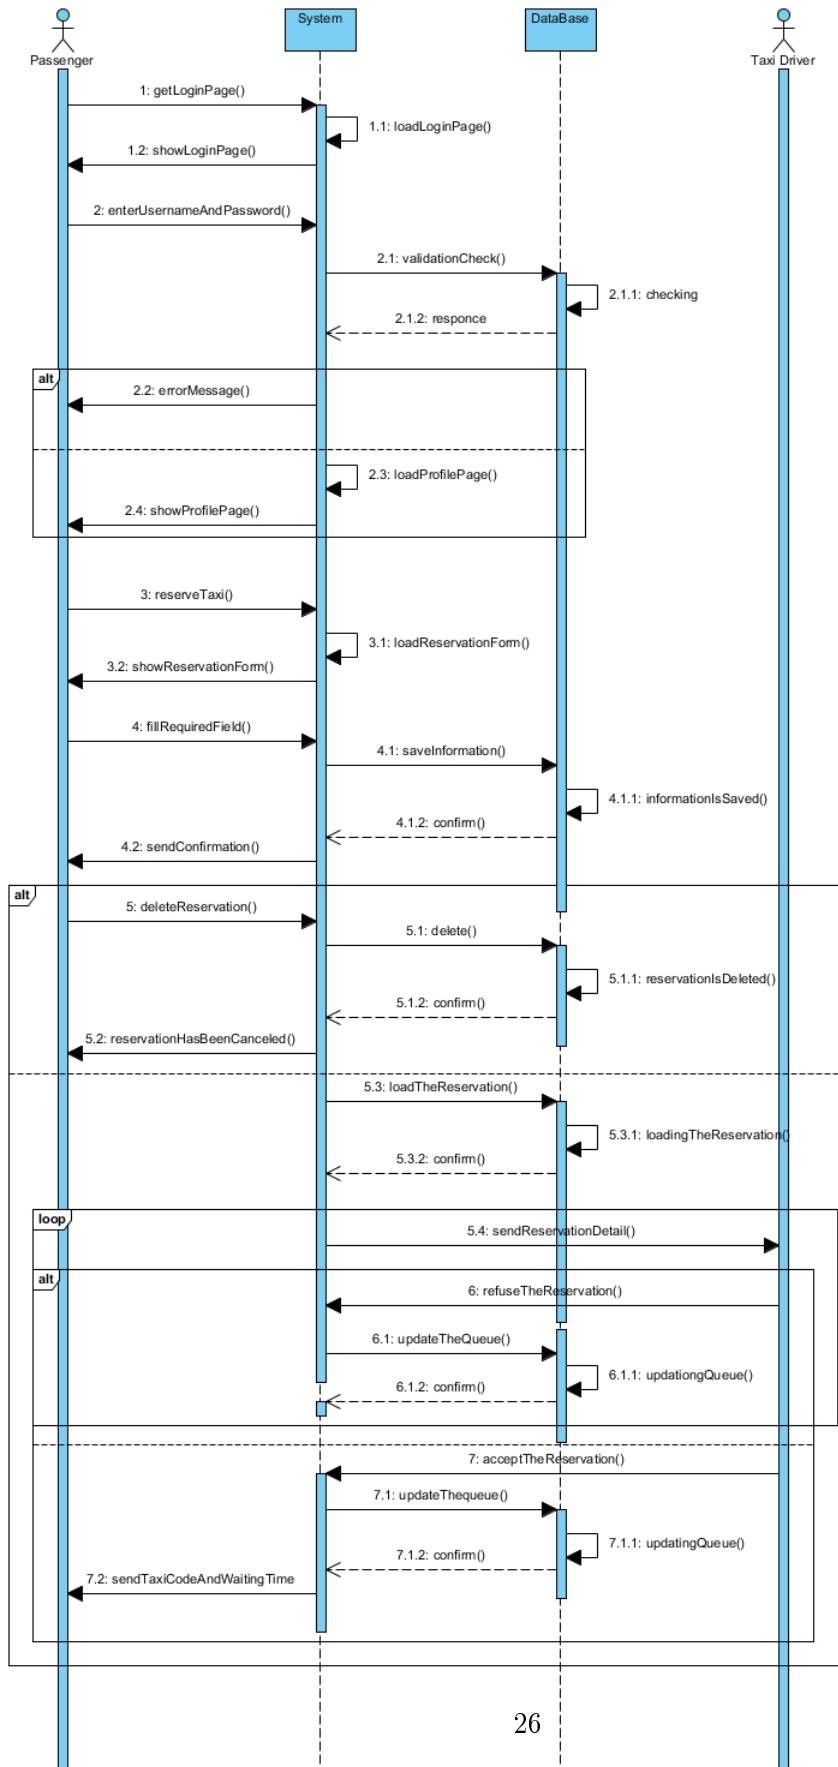 System
DataBase
Passenger
Taxi Driver
1: getLoginPage()
1.1: loadLoginPage()
1.2: showLoginPage()
2: enterUsernameAndPassword()
2.1: validationCheck()
2.1.1: checking
2.1.2: responce
alt
2.2: errorMessage()
2.3: loadProfilePage()
2.4: showProfilePage()
3: reserveTaxi()
3.1: loadReservationForm()
3.2: showReservationForm()
4: fillRequiredField()
4.1: saveInformation()
4.1.1: informationIsSaved()
4.1.2: confirm()
4.2: sendConfirmation()
alt
5: deleteReservation()
5.1: delete()
5.1.1: reservationIsDeleted()
5.1.2: confirm()
5.2: reservationHasBeenCanceled()
5.3: loadTheReservation()
5.3.1: loadingTheReservation()
5.3.2: confirm()
loop
5.4: sendReservationDetail()
alt
6: refuseTheReservation()
6.1: updateTheQueue()
6.1.1: updationgQueue()
6.1.2: confirm()
7: acceptTheReservation()
7.1: updateThequeue()
7.1.1: updatingQueue()
7.1.2: confirm()
7.2: sendTaxiCodeAndWaitingTime
26